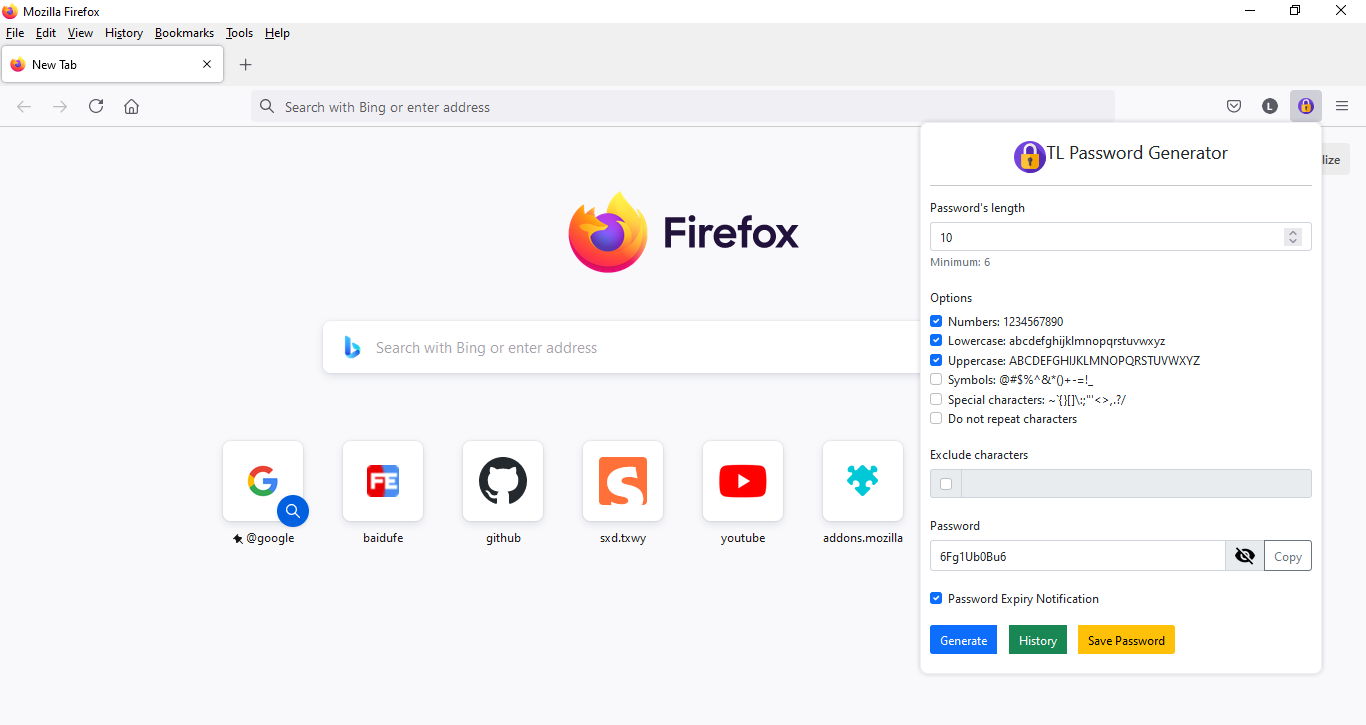 Mozilla Firefox
File Edit View History Bookmarks Tools Help
New Tab
Search with Bing or enter address
L
lize
TL Password Generator
Password's length
10
Minimum: 6
Options
Numbers: 1234567890
Lowercase: abcdefghijklmnopqrstuvwxyz
Uppercase: ABCDEFGHIJKLMNOPQRSTUVWXYZ
Symbols: @#$%^&*()+-=!_
Special characters: ~`{}[]\:;"'<>,.?/
Do not repeat characters
Exclude characters
Password
6Fg1Ub0Bu6
Copy
Password Expiry Notification
Generate
History
Save Password
Firefox
Search with Bing or enter address
FE
@google
baidufe
github
sxd.txwy
youtube
addons.mozilla